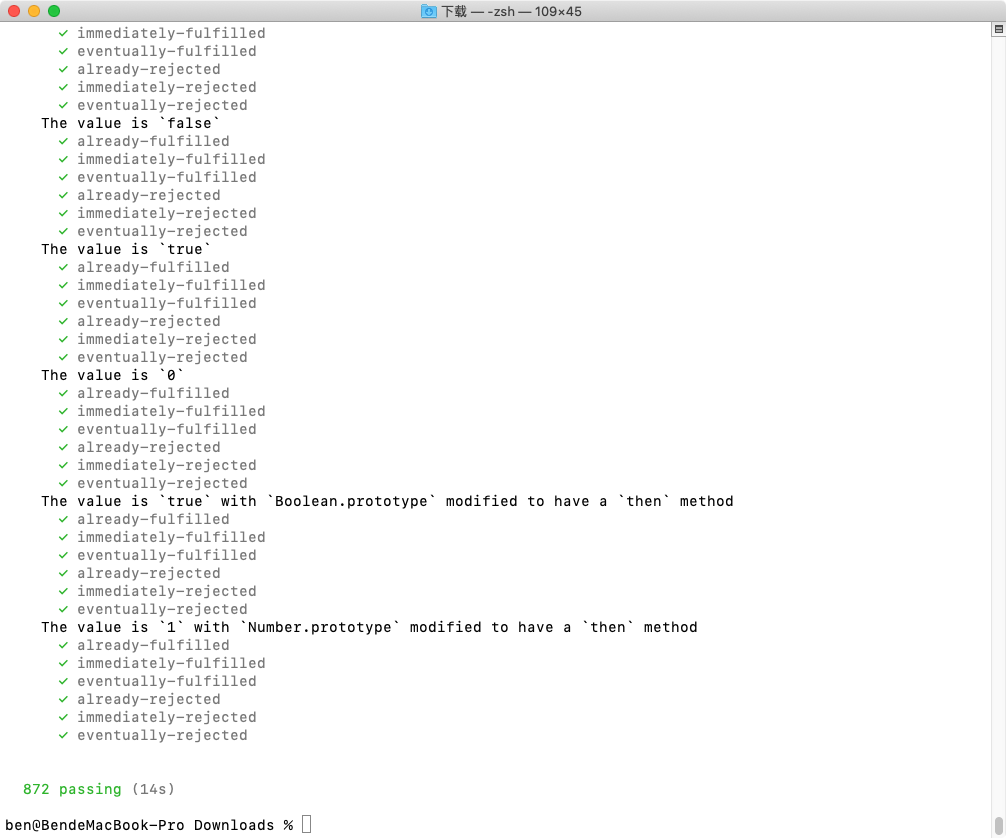 下载 — -zsh — 109×45
✓ immediately-fulfilled
✓ eventually-fulfilled
✓ already-rejected
✓ immediately-rejected
✓ eventually-rejected
The value is `false`
✓ already-fulfilled
✓ immediately-fulfilled
✓ eventually-fulfilled
✓ already-rejected
✓ immediately-rejected
✓ eventually-rejected
The value is `true`
✓ already-fulfilled
✓ immediately-fulfilled
✓ eventually-fulfilled
✓ already-rejected
✓ immediately-rejected
✓ eventually-rejected
The value is `0`
✓ already-fulfilled
✓ immediately-fulfilled
✓ eventually-fulfilled
✓ already-rejected
✓ immediately-rejected
✓ eventually-rejected
The value is `true` with `Boolean.prototype` modified to have a `then` method
✓ already-fulfilled
✓ immediately-fulfilled
✓ eventually-fulfilled
✓ already-rejected
✓ immediately-rejected
✓ eventually-rejected
The value is `1` with `Number.prototype` modified to have a `then` method
✓ already-fulfilled
✓ immediately-fulfilled
✓ eventually-fulfilled
✓ already-rejected
✓ immediately-rejected
✓ eventually-rejected
872 passing (14s)
ben@BendeMacBook-Pro Downloads %